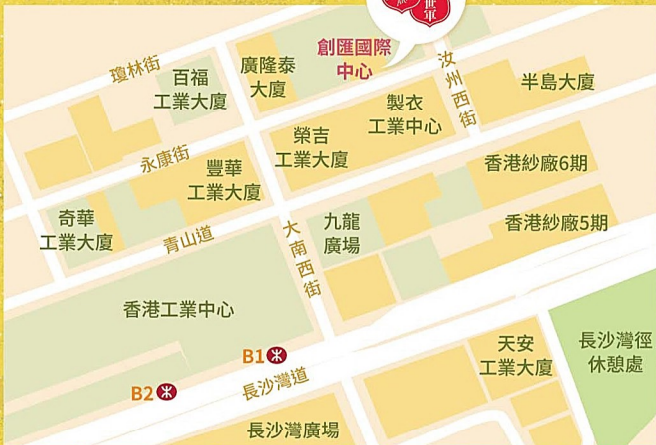 世軍
創匯國際
中心
瓊林街
百福
工業大廈
廣隆泰
大廈
汝州西街
半島大廈
製衣
工業中心
榮吉
工業大廈
永康街
豐華
工業大廈
香港紗廠6期
奇華
工業大廈
青山道
大南西街
九龍
廣場
香港紗廠5期
香港工業中心
B1
B2
長沙灣道
天安
工業大廈
長沙灣徑
休憩處
長沙灣廣場